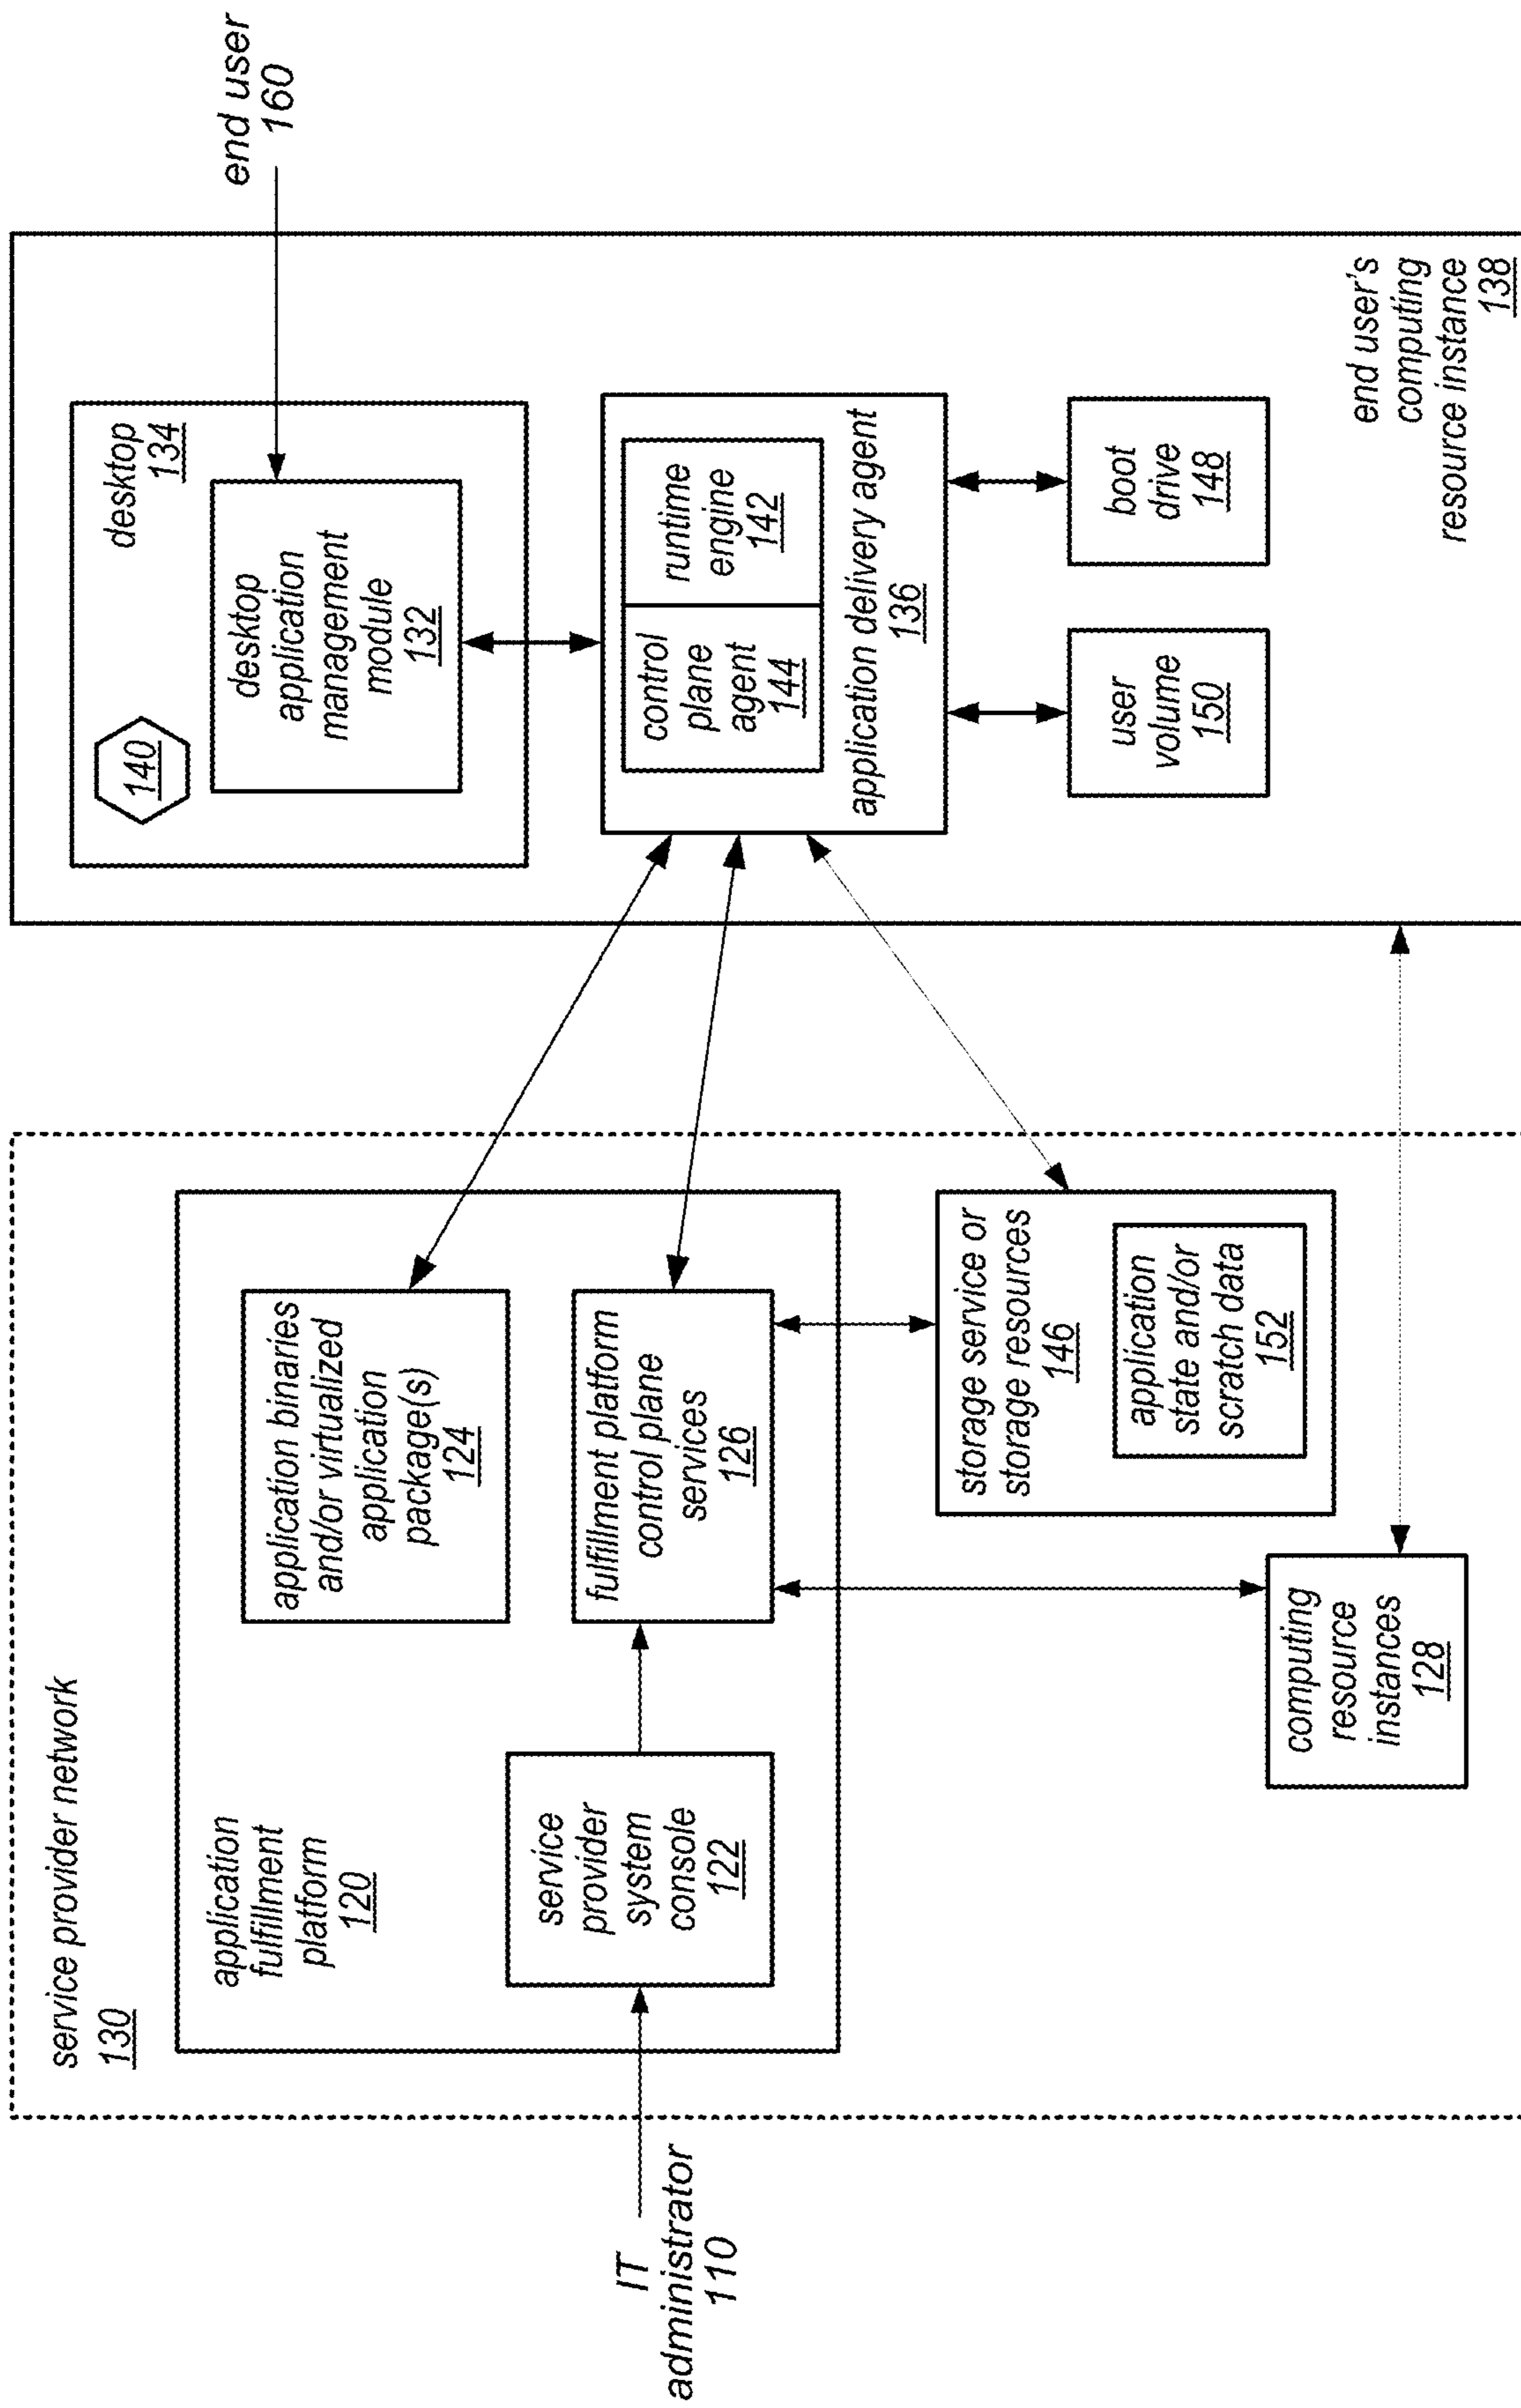 service provider network
130
application
fulfillment
platform
120
application binaries
and/or virtualized
application
package(s)
124
service
provider
system
console
122
fulfillment platform
control plane
services
126
IT
administrator
110
storage service or
storage resources
146
application
state and/or
scratch data
152
computing
resource
instances
128
end user
160
desktop
134
140
desktop
application
management
module
132
control
plane
agent
144
runtime
engine
142
application delivery agent
136
user
volume
150
boot
drive
148
end user's
computing
resource instance
138